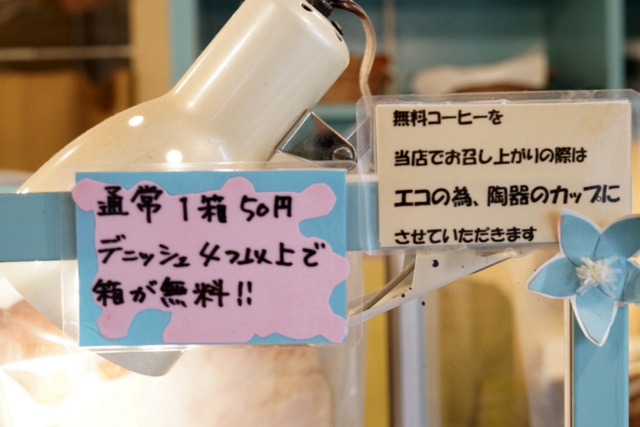 通常 1箱 50円
デニッシュ 4つ以上で
箱が無料!!
無料コーヒーを
当店でお召し上がりの際は
エコの為、陶器のカップに
させていただきます